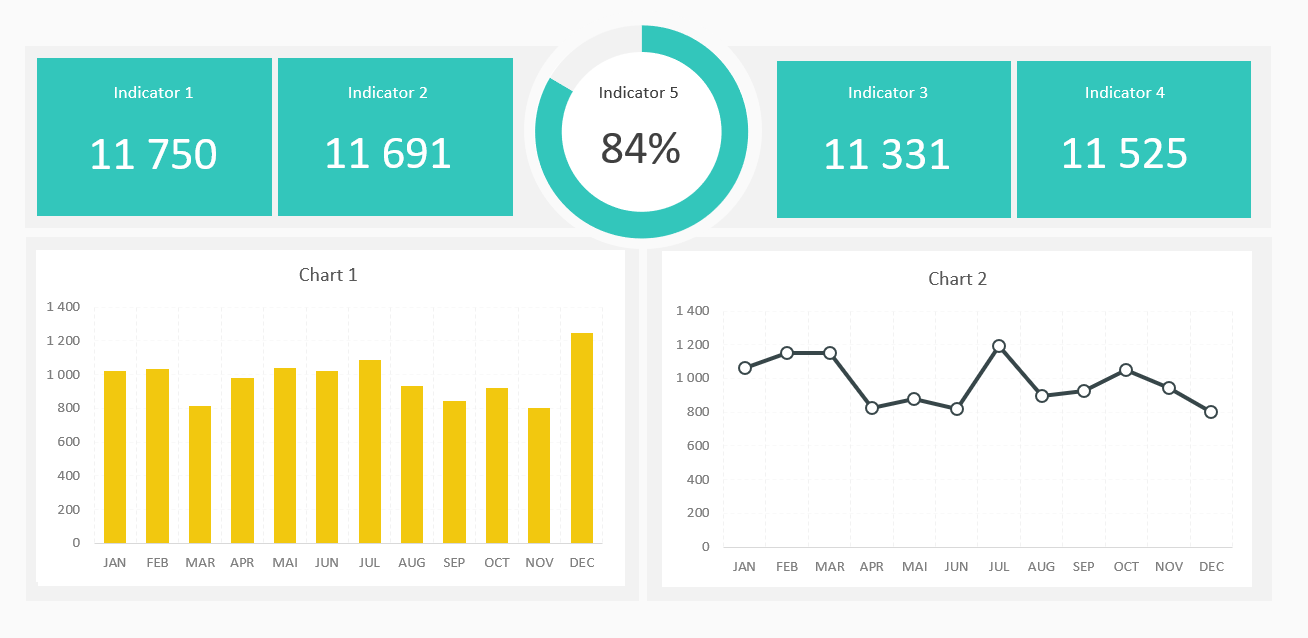 Indicator 1
11 750
Indicator 2
11 691
Indicator 5
84%
Indicator 3
11 331
Indicator 4
11 525
Chart 1
1 400
1 200
1 000
800
600
400
200
0
JAN FEB MAR APR MAI JUN JUL AUG SEP OCT NOV DEC
Chart 2
1 400
1 200
1 000
800
600
400
200
0
JAN FEB MAR APR MAI JUN JUL AUG SEP OCT NOV DEC